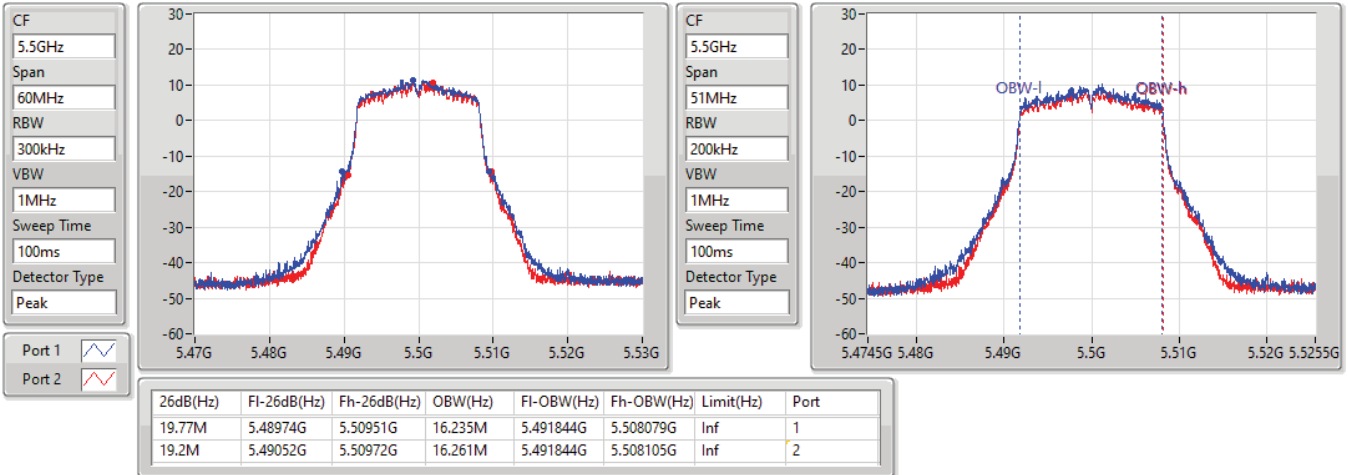 CF
5.5GHz
Span
60MHz
RBW
300kHz
VBW
1MHz
Sweep Time
100ms
Detector Type
Peak
Port 1
Port 2
30
20
10
0
-10
-20
-30
-40
-50
-60
5.47G 5.48G 5.49G 5.5G 5.51G 5.52G 5.53G
CF
5.5GHz
Span
51MHz
RBW
200kHz
VBW
1MHz
Sweep Time
100ms
Detector Type
Peak
30
20
10
0
-10
-20
-30
-40
-50
-60
OBW-l OBW-h
5.4745G 5.48G 5.49G 5.5G 5.51G 5.52G 5.5255G
26dB(Hz) Fl-26dB(Hz) Fh-26dB(Hz) OBW(Hz) Fl-OBW(Hz) Fh-OBW(Hz) Limit(Hz) Port
19.77M 5.48974G 5.50951G 16.235M 5.491844G 5.508079G Inf 1
19.2M 5.49052G 5.50972G 16.261M 5.491844G 5.508105G Inf 2